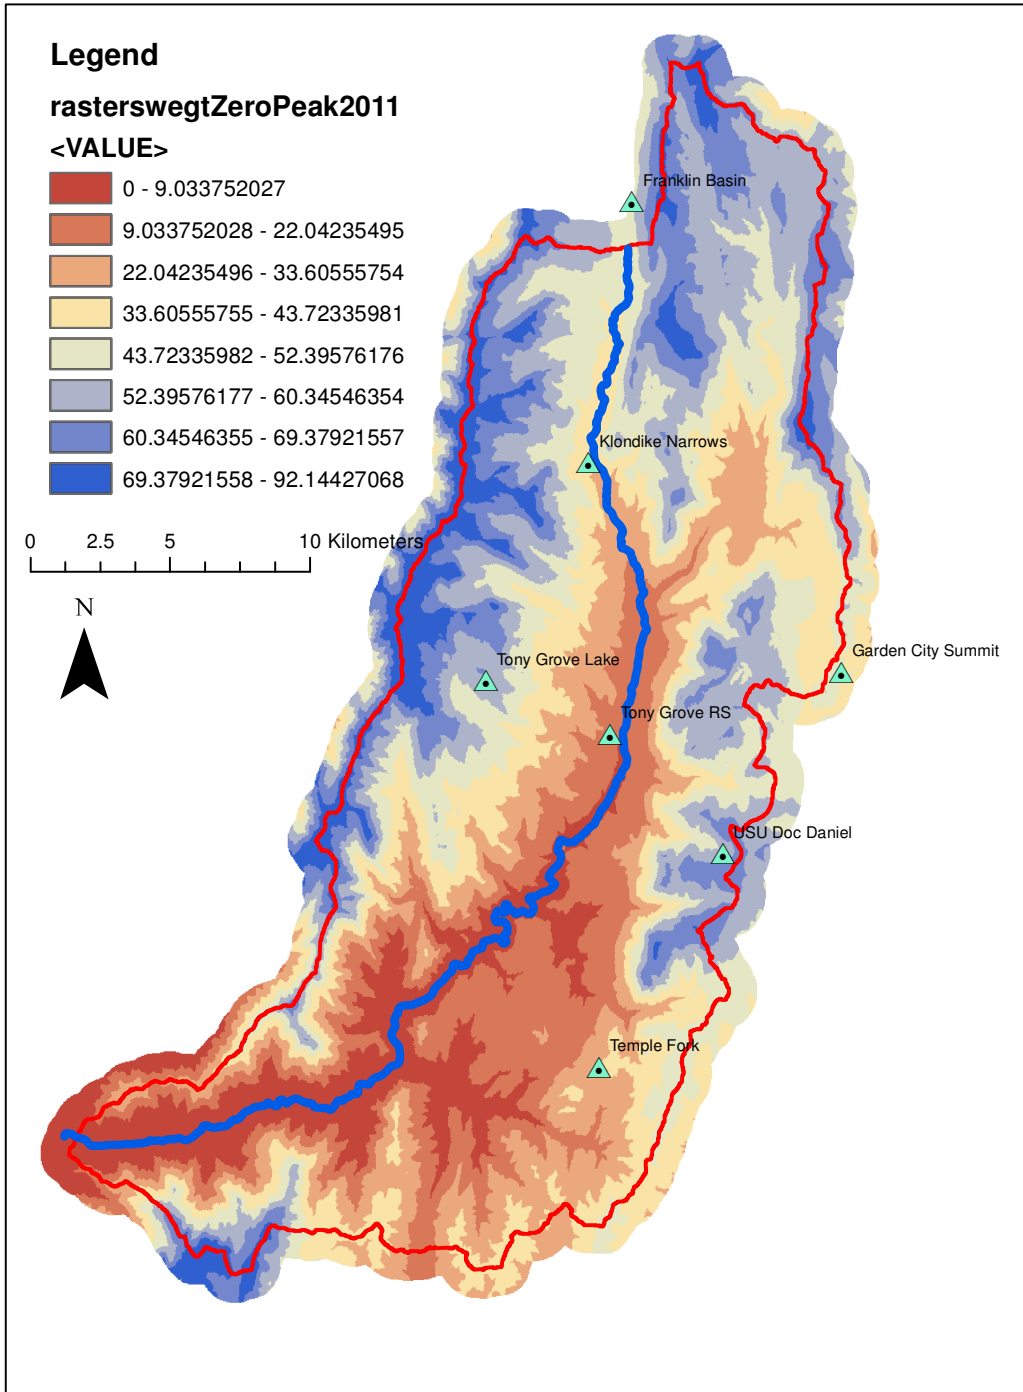 Legend
rasterswegtZeroPeak2011
<VALUE>
0 - 9.033752027
9.033752028 - 22.04235495
22.04235496 - 33.60555754
33.60555755 - 43.72335981
43.72335982 - 52.39576176
52.39576177 - 60.34546354
60.34546355 - 69.37921557
69.37921558 - 92.14427068
0 2.5 5 10 Kilometers
N
Franklin Basin
Klondike Narrows
Tony Grove Lake
Garden City Summit
Tony Grove RS
USU Doc Daniel
Temple Fork